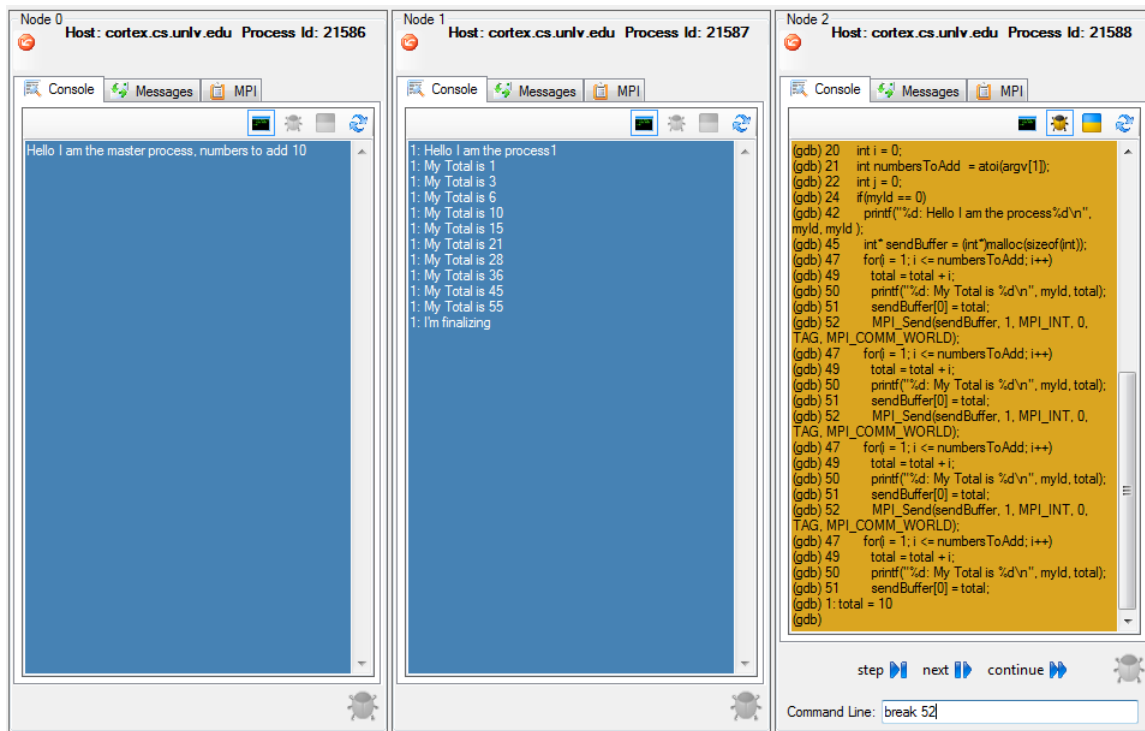 Node 0
Host: cortex.cs.unlv.edu Process Id: 21586
Console
Messages
MPI
Hello I am the master process, numbers to add 10
Node 1
Host: cortex.cs.unlv.edu Process Id: 21587
Console
Messages
MPI
1: Hello I am the process1
1: My Total is 1
1: My Total is 3
1: My Total is 6
1: My Total is 10
1: My Total is 15
1: My Total is 21
1: My Total is 28
1: My Total is 36
1: My Total is 45
1: My Total is 55
1: I'm finalizing
Node 2
Host: cortex.cs.unlv.edu Process Id: 21588
Console
Messages
MPI
(gdb) 20 int i = 0;
(gdb) 21 int numbersToAdd = atoi(argv[1]);
(gdb) 22 int j = 0;
(gdb) 24 if(myId == 0)
(gdb) 42 printf("%d: Hello I am the process%d\n",
myId, myId );
(gdb) 45 int* sendBuffer = (int*)malloc(sizeof(int));
(gdb) 47 for(i = 1; i <= numbersToAdd; i++)
(gdb) 49 total = total + i;
(gdb) 50 printf("%d: My Total is %d\n", myId, total);
(gdb) 51 sendBuffer[0] = total;
(gdb) 52 MPI_Send(sendBuffer, 1, MPI_INT, 0,
TAG, MPI_COMM_WORLD);
(gdb) 47 for(i = 1; i <= numbersToAdd; i++)
(gdb) 49 total = total + i;
(gdb) 50 printf("%d: My Total is %d\n", myId, total);
(gdb) 51 sendBuffer[0] = total;
(gdb) 52 MPI_Send(sendBuffer, 1, MPI_INT, 0,
TAG, MPI_COMM_WORLD);
(gdb) 47 for(i = 1; i <= numbersToAdd; i++)
(gdb) 49 total = total + i;
(gdb) 50 printf("%d: My Total is %d\n", myId, total);
(gdb) 51 sendBuffer[0] = total;
(gdb) 52 MPI_Send(sendBuffer, 1, MPI_INT, 0,
TAG, MPI_COMM_WORLD);
(gdb) 47 for(i = 1; i <= numbersToAdd; i++)
(gdb) 49 total = total + i;
(gdb) 50 printf("%d: My Total is %d\n", myId, total);
(gdb) 51 sendBuffer[0] = total;
(gdb) 1: total = 10
(gdb)
step next continue
Command Line: break 52